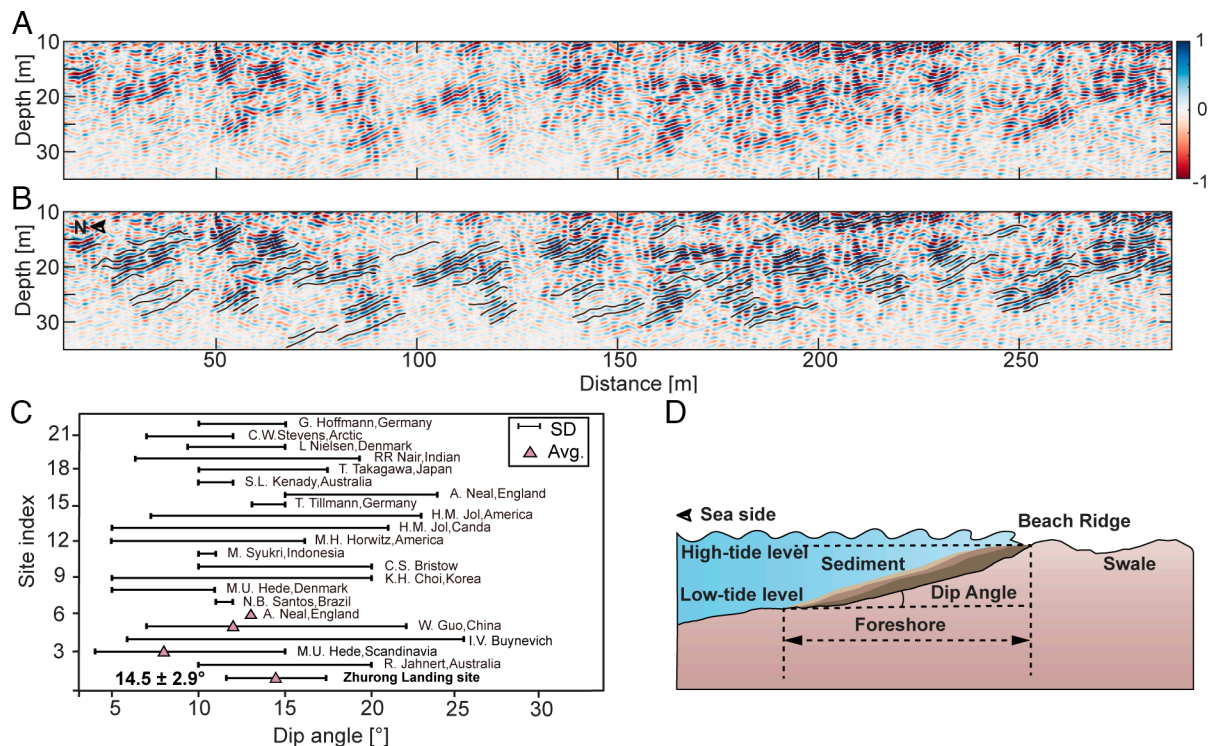 A
10
20
30
Depth [m]
1
0
-1
B
N
10
20
30
Depth [m]
50
100
150
200
250
Distance [m]
C
SD
Avg.
21
18
15
12
9
6
3
Site index
G. Hoffmann,Germany
C.W.Stevens,Arctic
L Nielsen,Denmark
RR Nair,Indian
T. Takagawa,Japan
S.L. Kenady,Australia
A. Neal,England
T. Tillmann,Germany
H.M. Jol,America
H.M. Jol,Canda
M.H. Horwitz,America
M. Syukri,Indonesia
C.S. Bristow
K.H. Choi,Korea
M.U. Hede,Denmark
N.B. Santos,Brazil
A. Neal,England
W. Guo,China
I.V. Buynevich
M.U. Hede,Scandinavia
R. Jahnert,Australia
14.5 ± 2.9°
Zhurong Landing site
5
10
15
20
25
30
Dip angle [°]
D
Sea side
Beach Ridge
High-tide level
Sediment
Swale
Low-tide level
Dip Angle
Foreshore